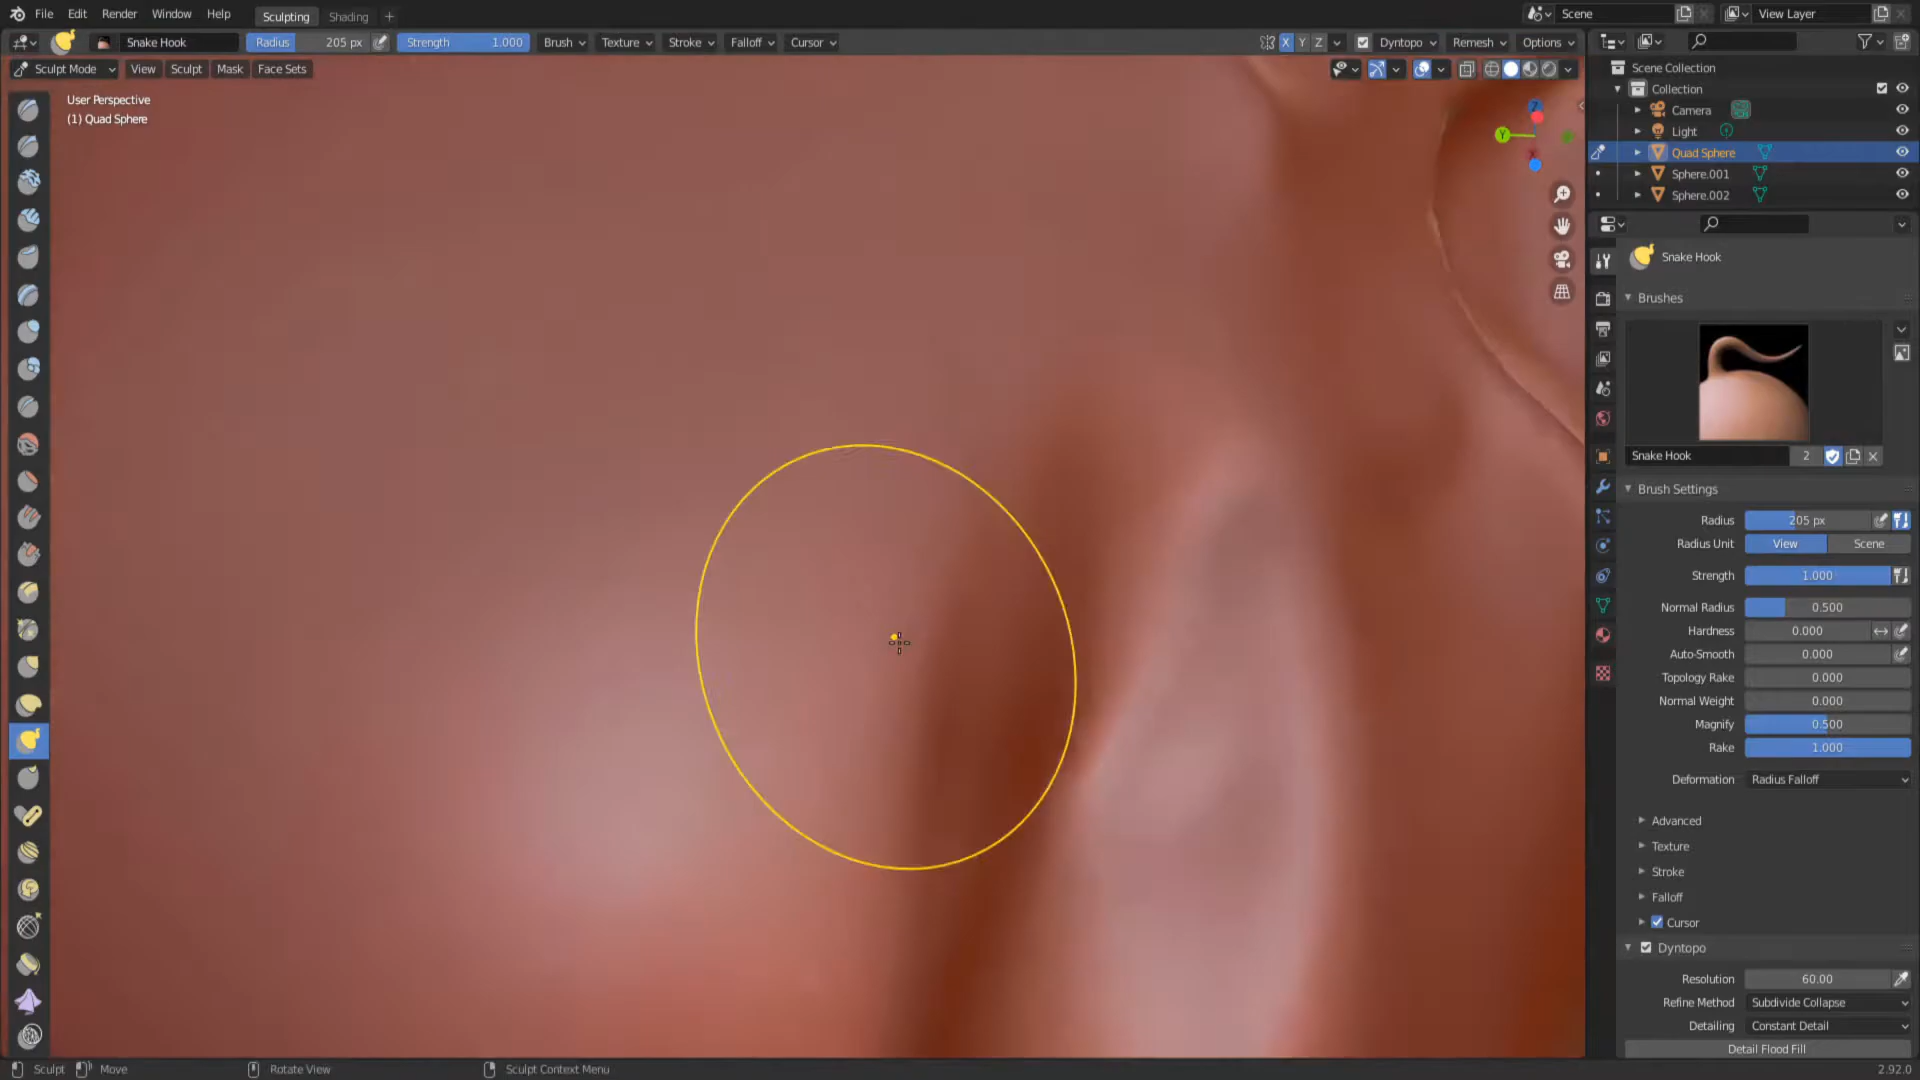 File Edit Render Window Help Sculpting Shading + Scene View Layer
Snake Hook Radius 205 px Strength 1.000 Brush Texture Stroke Falloff Cursor X Y Z Dyntopo Remesh Options
Sculpt Mode View Sculpt Mask Face Sets
User Perspective
(1) Quad Sphere
Z
Y
X
Scene Collection
Collection
Camera
Light
Quad Sphere
Sphere.001
Sphere.002
Snake Hook
Brushes
Snake Hook 2
Brush Settings
Radius 205 px
Radius Unit View Scene
Strength 1.000
Normal Radius 0.500
Hardness 0.000
Auto-Smooth 0.000
Topology Rake 0.000
Normal Weight 0.000
Magnify 0.500
Rake 1.000
Deformation Radius Falloff
Advanced
Texture
Stroke
Falloff
Cursor
Dyntopo
Resolution 60.00
Refine Method Subdivide Collapse
Detailing Constant Detail
Detail Flood Fill
Sculpt Move Rotate View Sculpt Context Menu 2.92.0